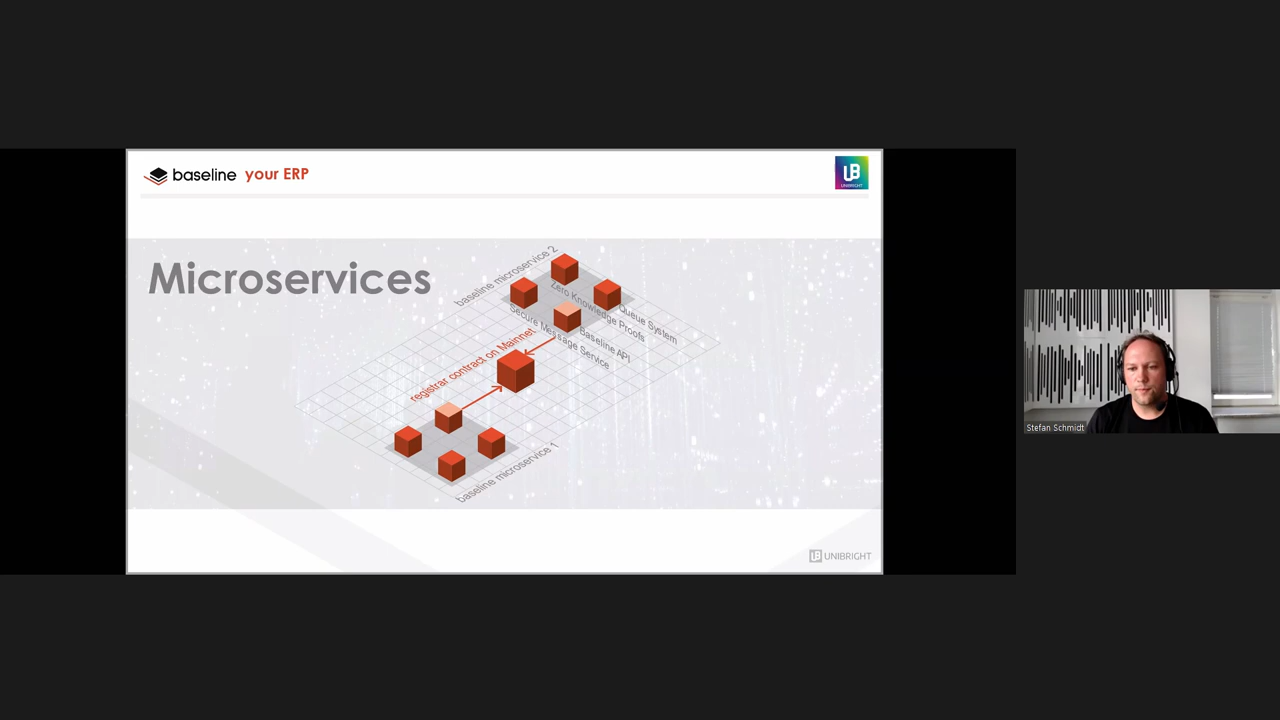 baseline your ERP
UB
UNIBRIGHT
Microservices
baseline microservice 2
Zero Knowledge Proofs
Queue System
Secure Message Service
Baseline API
registrar contract on Mainnet
baseline microservice 1
UB UNIBRIGHT
Stefan Schmidt